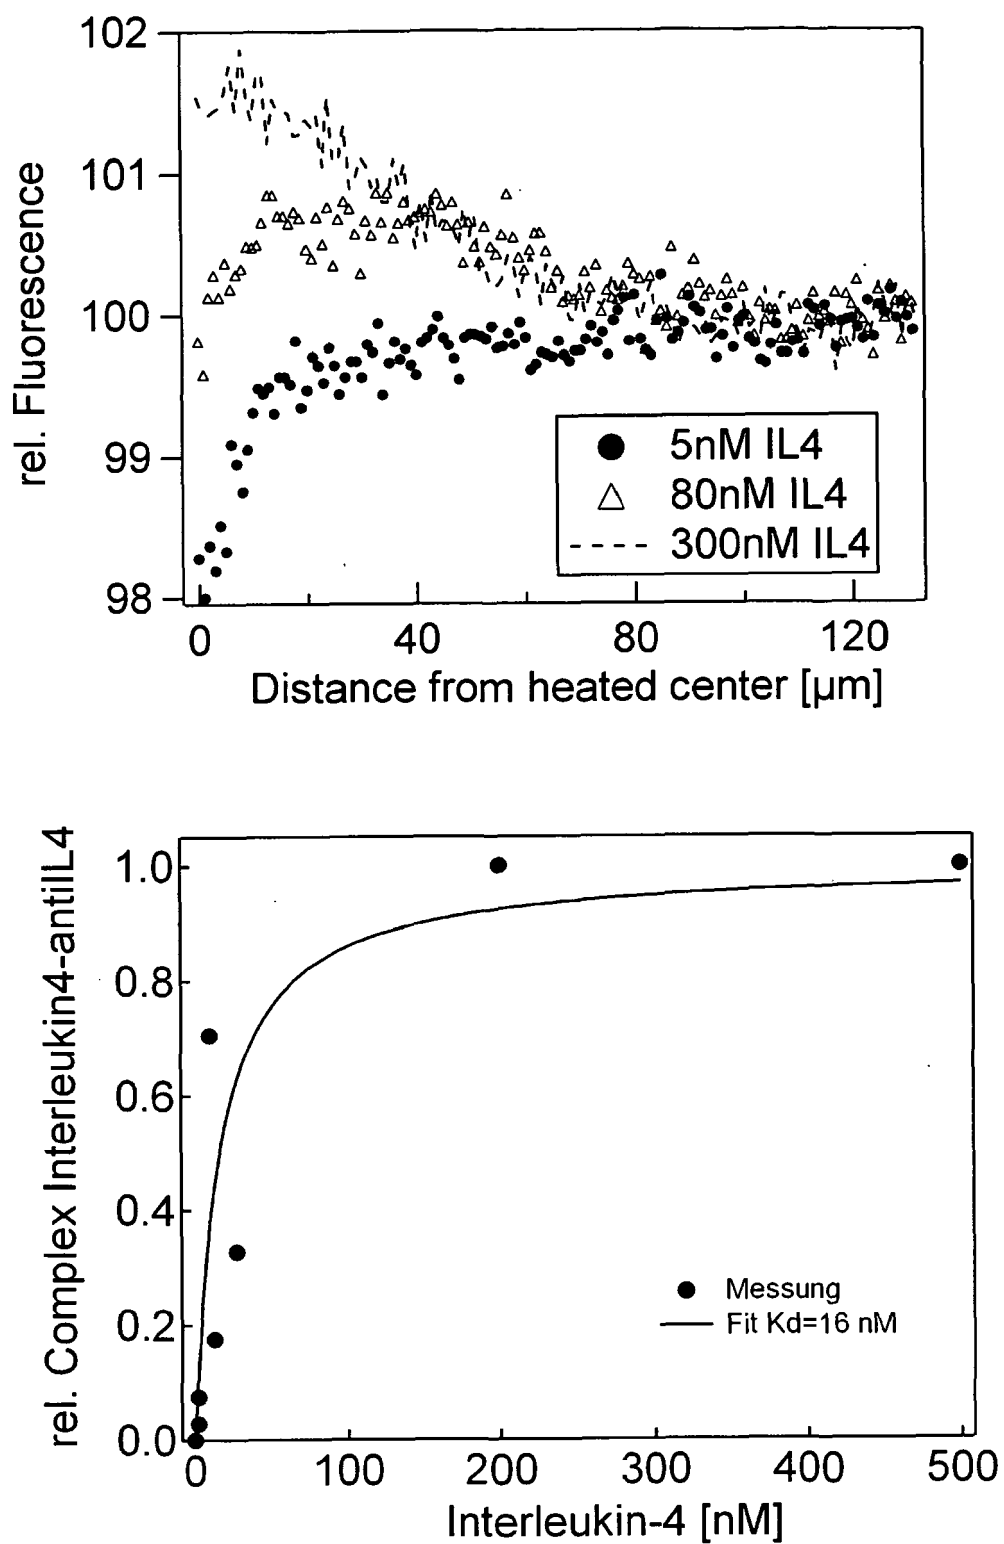 102
101
100
99
98
rel. Fluorescence
5nM IL4
80nM IL4
300nM IL4
0 40 80 120
Distance from heated center [µm]
1.0
0.8
0.6
0.4
0.2
0.0
rel. Complex Interleukin4-antiIL4
Messung
Fit Kd=16 nM
0 100 200 300 400 500
Interleukin-4 [nM]